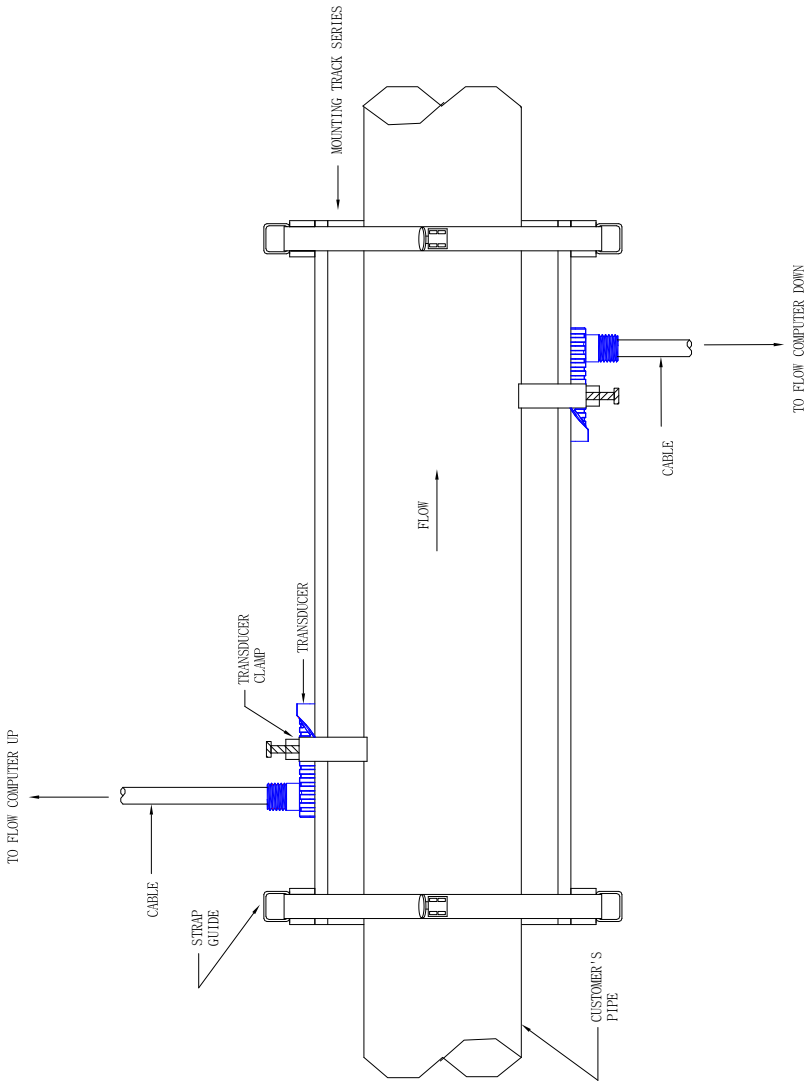 TO FLOW COMPUTER UP
CABLE
STRAP
GUIDE
TRANSDUCER
CLAMP
TRANSDUCER
FLOW
MOUNTING TRACK SERIES
CUSTOMER'S
PIPE
CABLE
TO FLOW COMPUTER DOWN